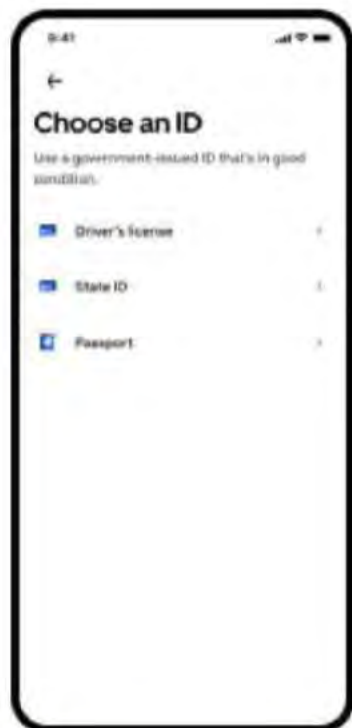 9:41
Choose an ID
Use a government-issued ID that's in good
condition.
Driver's license
State ID
Passport